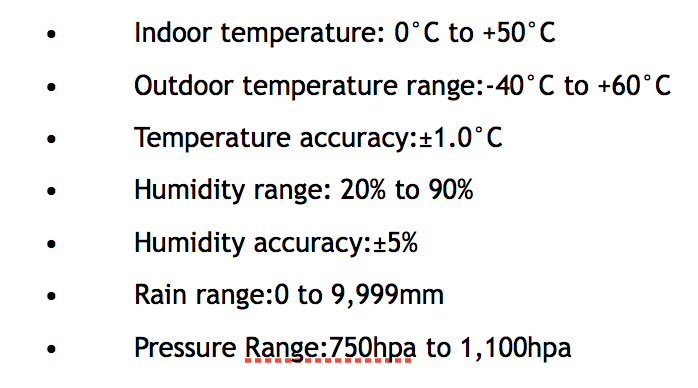 • Indoor temperature: 0°C to +50°C
• Outdoor temperature range:-40°C to +60°C
• Temperature accuracy:±1.0°C
• Humidity range: 20% to 90%
• Humidity accuracy:±5%
• Rain range:0 to 9,999mm
• Pressure Range:750hpa to 1,100hpa